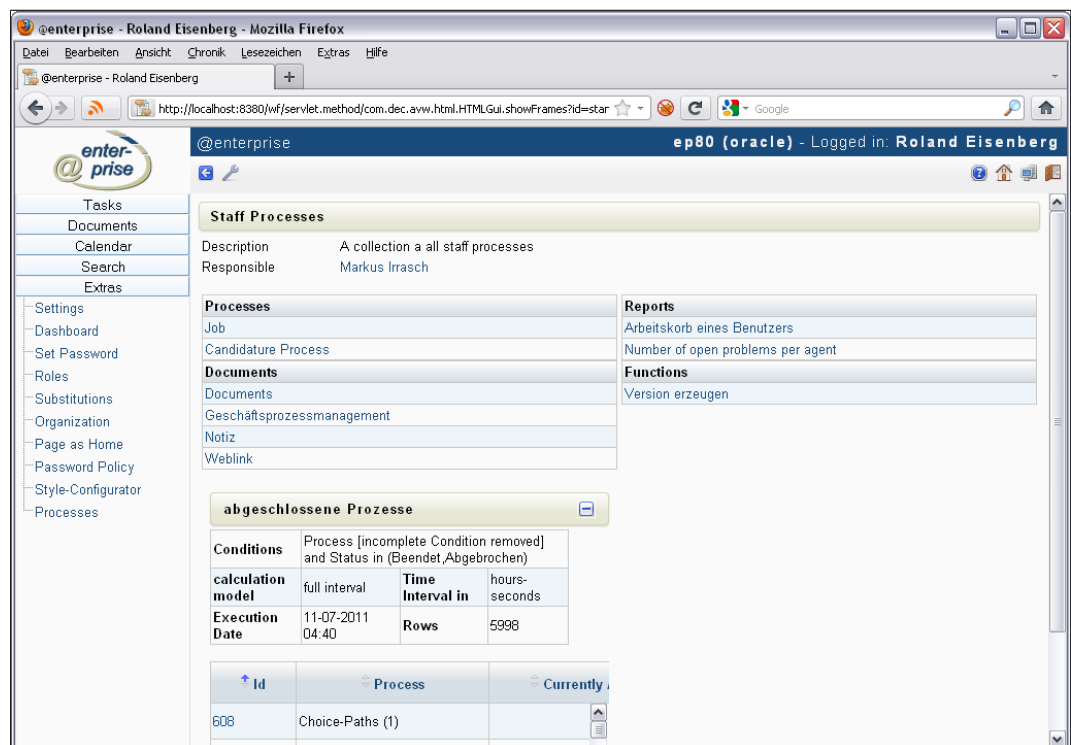 @enterprise - Roland Eisenberg - Mozilla Firefox
Datei Bearbeiten Ansicht Chronik Lesezeichen Extras Hilfe
@enterprise - Roland Eisenberg
http://localhost:8380/wf/servlet.method/com.dec.avw.html.HTMLGui.showFrames?id=star
Google
enter-
@ prise
@enterprise
ep80 (oracle) - Logged in: Roland Eisenberg
Tasks
Documents
Calendar
Search
Extras
Settings
Dashboard
Set Password
Roles
Substitutions
Organization
Page as Home
Password Policy
Style-Configurator
Processes
Staff Processes
Description A collection a all staff processes
Responsible Markus Irrasch
Processes
Job
Candidature Process
Documents
Documents
Geschäftsprozessmanagement
Notiz
Weblink
Reports
Arbeitskorb eines Benutzers
Number of open problems per agent
Functions
Version erzeugen
abgeschlossene Prozesse
Conditions Process [incomplete Condition removed]
and Status in (Beendet,Abgebrochen)
calculation model full interval Time Interval in hours-seconds
Execution Date 11-07-2011 04:40 Rows 5998
Id Process Currently
608 Choice-Paths (1)